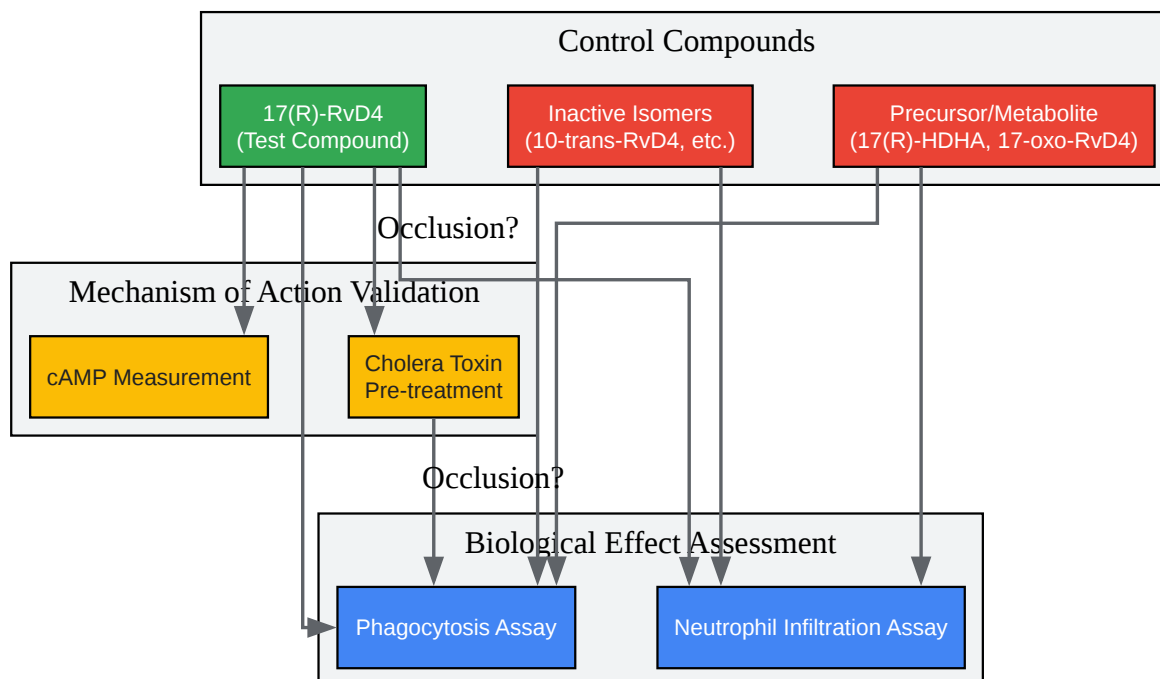 Control Compounds
17(R)-RvD4
(Test Compound)
Inactive Isomers
(10-trans-RvD4, etc.)
Precursor/Metabolite
(17(R)-HDHA, 17-oxo-RvD4)
Occlusion?
Mechanism of Action Validation
cAMP Measurement
Cholera Toxin
Pre-treatment
Occlusion?
Biological Effect Assessment
Phagocytosis Assay
Neutrophil Infiltration Assay